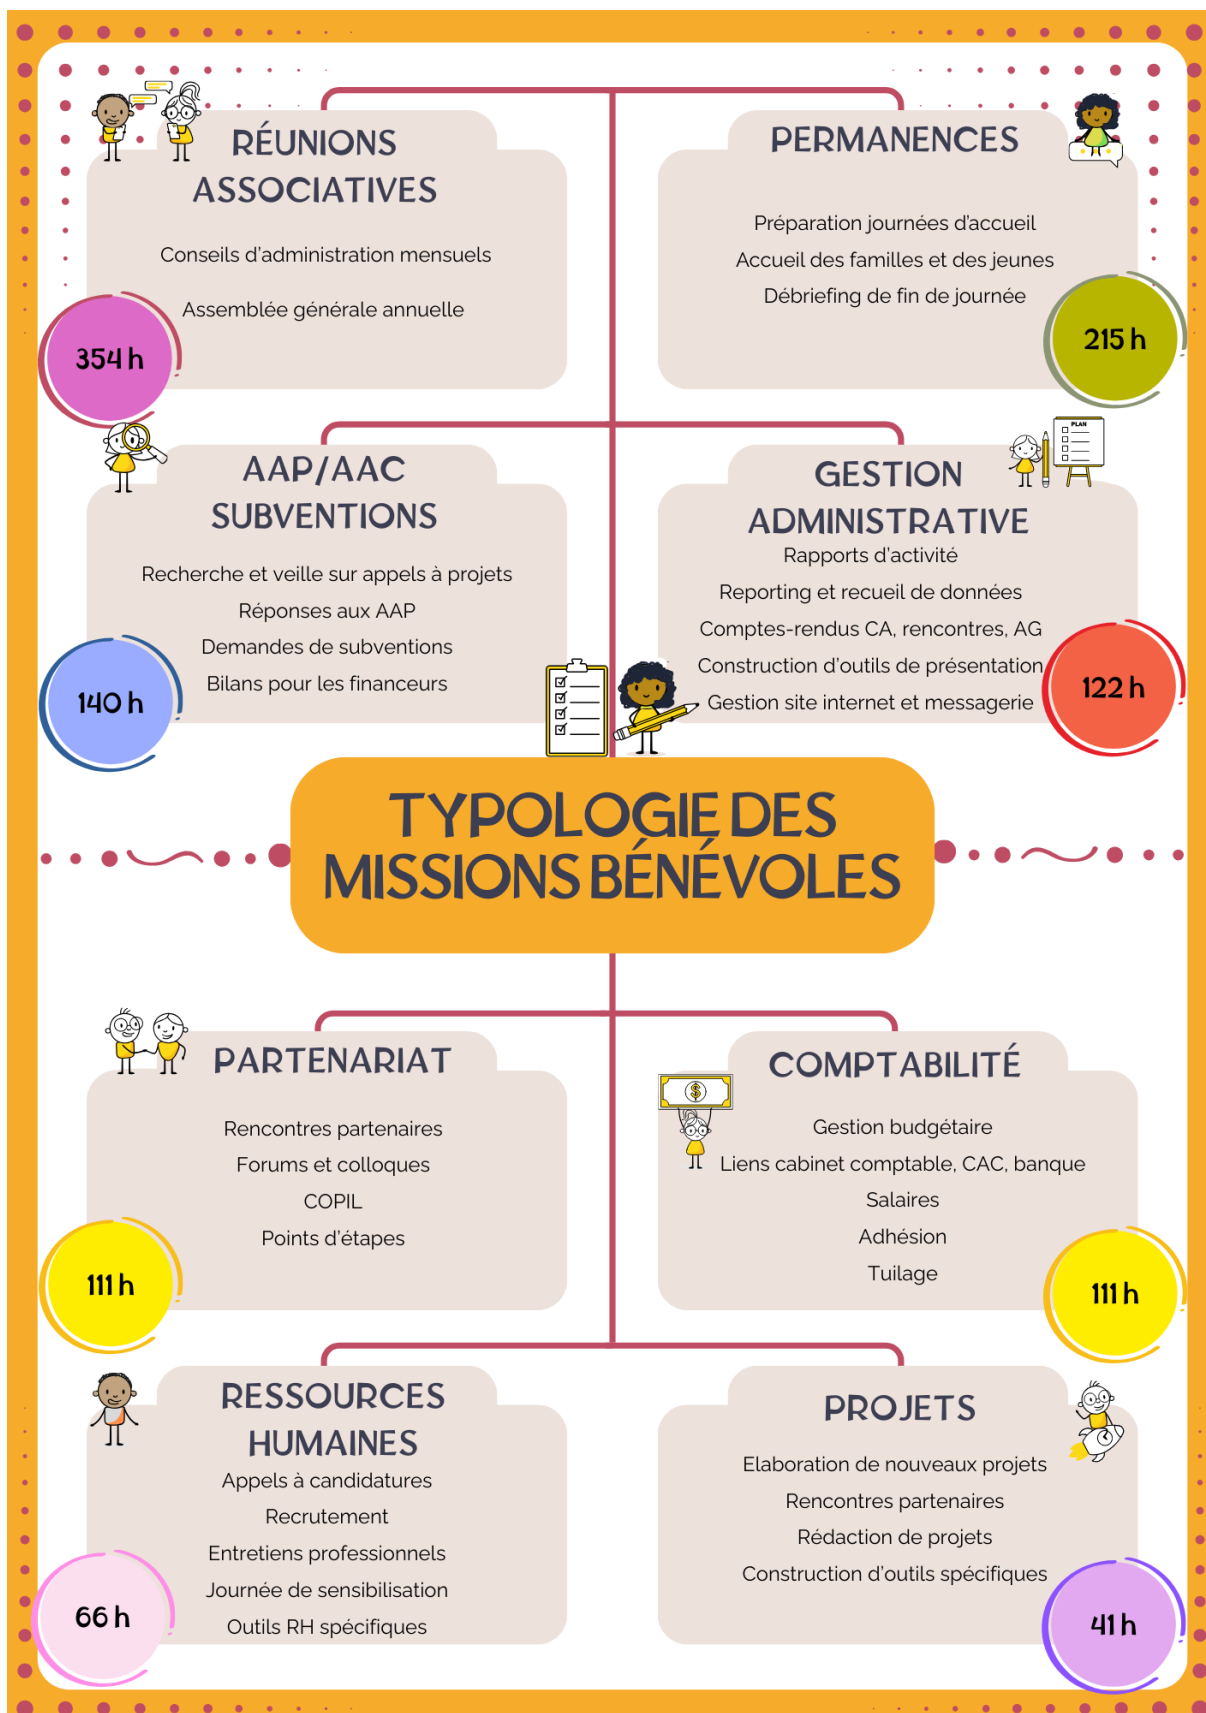 RÉUNIONS
ASSOCIATIVES
Conseils d'administration mensuels
Assemblée générale annuelle
354 h
PERMANENCES
Préparation journées d'accueil
Accueil des familles et des jeunes
Débriefing de fin de journée
215 h
AAP/AAC
SUBVENTIONS
Recherche et veille sur appels à projets
Réponses aux AAP
Demandes de subventions
Bilans pour les financeurs
140 h
PLAN
GESTION
ADMINISTRATIVE
Rapports d'activité
Reporting et recueil de données
Comptes-rendus CA, rencontres, AG
Construction d'outils de présentation
Gestion site internet et messagerie
122 h
TYPOLOGIE DES
MISSIONS BÉNÉVOLES
PARTENARIAT
Rencontres partenaires
Forums et colloques
COPIL
Points d'étapes
111 h
COMPTABILITÉ
$
Gestion budgétaire
Liens cabinet comptable, CAC, banque
Salaires
Adhésion
Tuilage
111 h
RESSOURCES
HUMAINES
Appels à candidatures
Recrutement
Entretiens professionnels
Journée de sensibilisation
Outils RH spécifiques
66 h
PROJETS
Elaboration de nouveaux projets
Rencontres partenaires
Rédaction de projets
Construction d'outils spécifiques
41 h